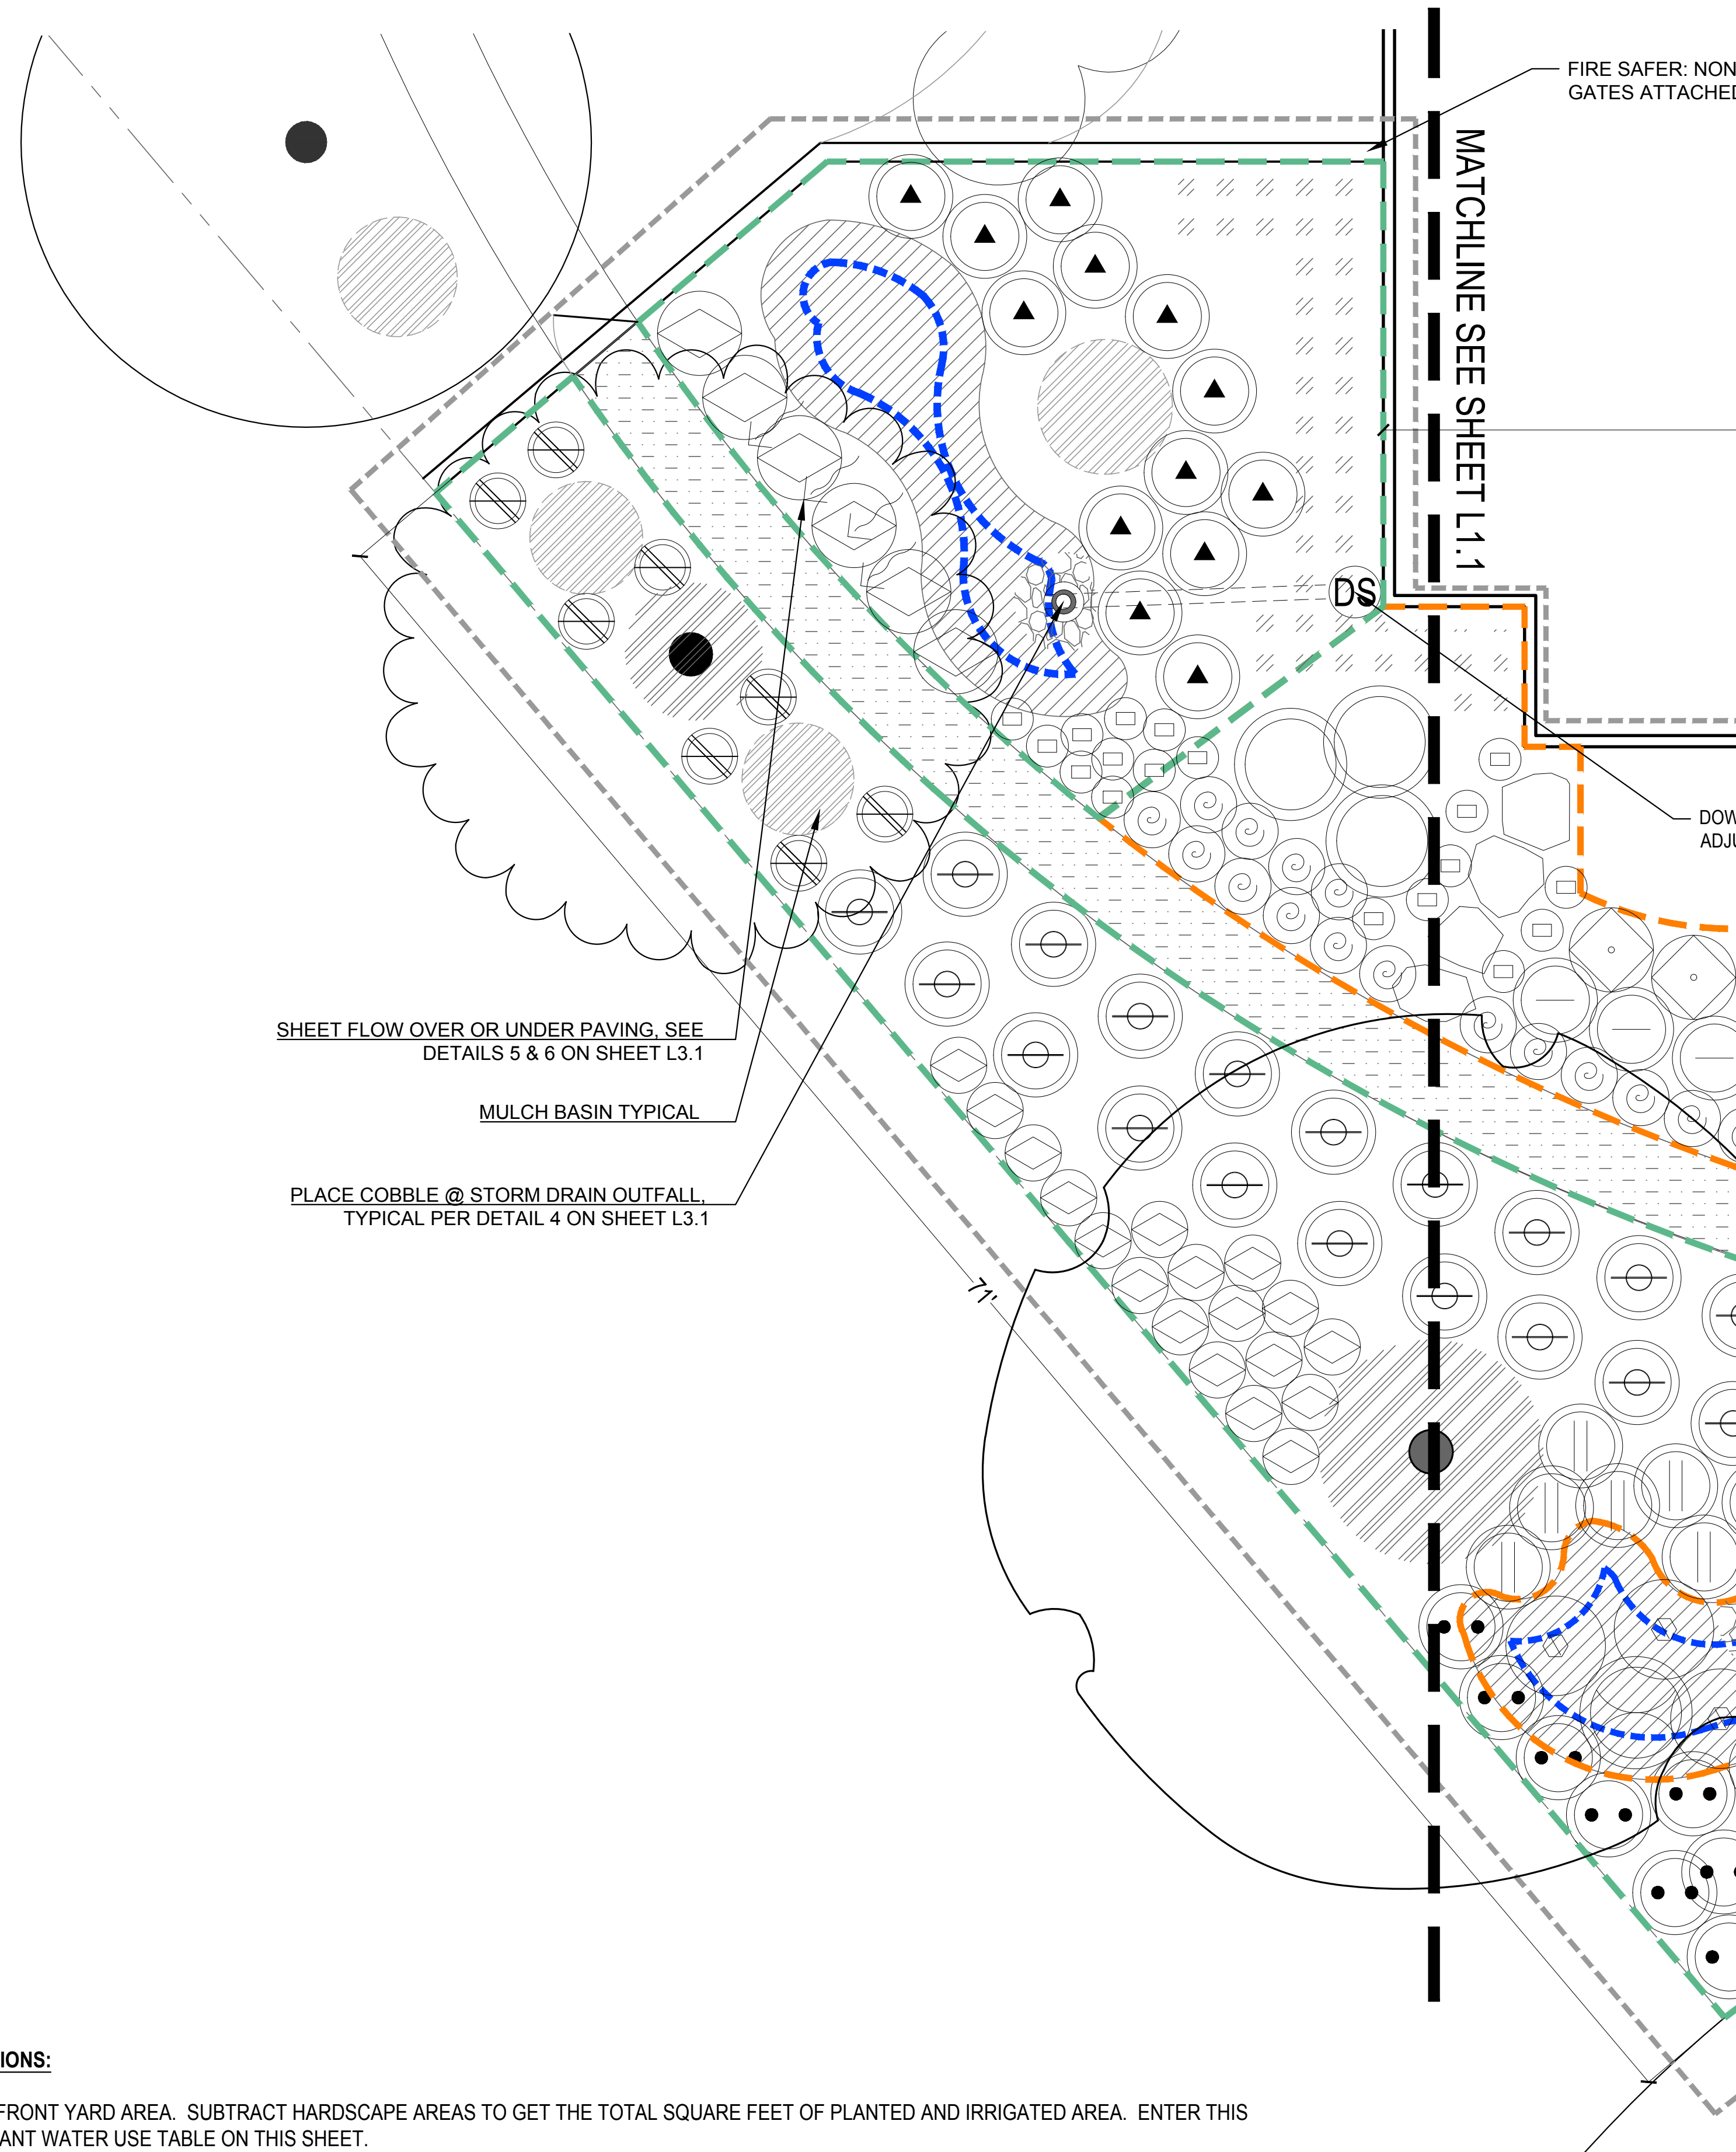 FIRE SAFER: NON
GATES ATTACHED
MATCHLINE SEE SHEET L1.1
DS
DOW
ADJU
SHEET FLOW OVER OR UNDER PAVING, SEE
DETAILS 5 & 6 ON SHEET L3.1
MULCH BASIN TYPICAL
PLACE COBBLE @ STORM DRAIN OUTFALL,
TYPICAL PER DETAIL 4 ON SHEET L3.1
71'
IONS:
FRONT YARD AREA. SUBTRACT HARDSCAPE AREAS TO GET THE TOTAL SQUARE FEET OF PLANTED AND IRRIGATED AREA. ENTER THIS
ANT WATER USE TABLE ON THIS SHEET.